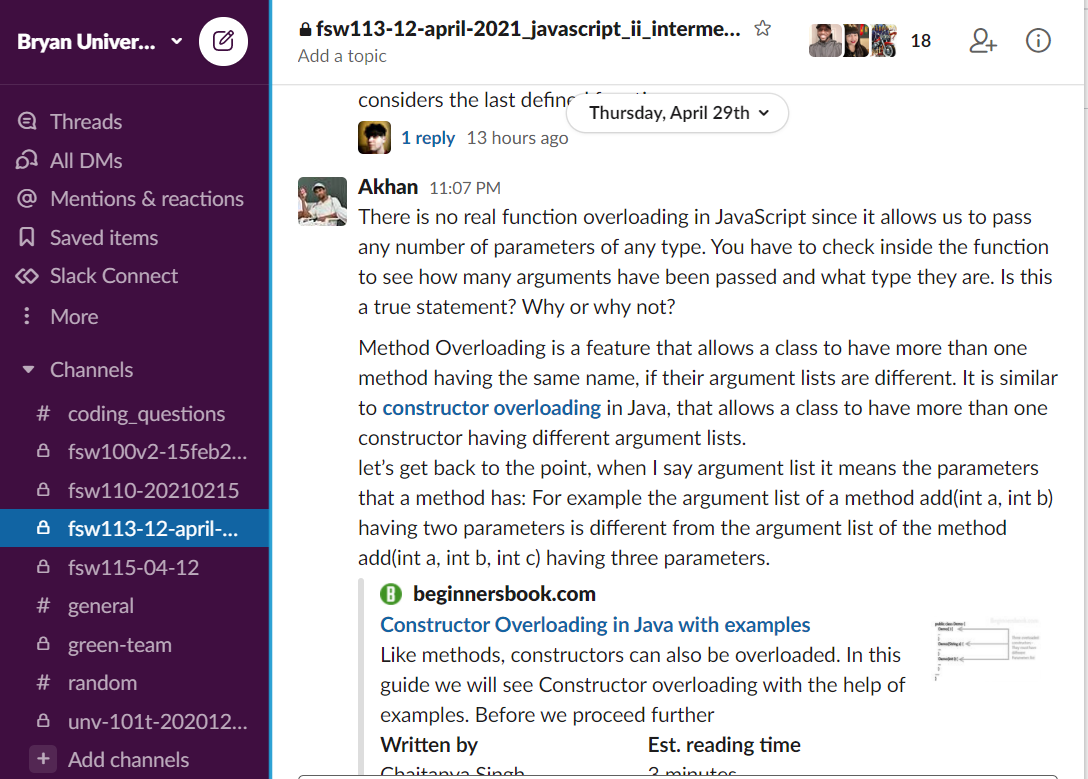 Bryan Univer...
Threads
All DMs
Mentions & reactions
Saved items
Slack Connect
More
Channels
# coding_questions
fsw100v2-15feb2...
fsw110-20210215
fsw113-12-april-...
fsw115-04-12
# general
green-team
# random
unv-101t-202012...
+ Add channels
fsw113-12-april-2021_javascript_ii_interme...
Add a topic
18
considers the last define
Thursday, April 29th
1 reply 13 hours ago
Akhan 11:07 PM
There is no real function overloading in JavaScript since it allows us to pass
any number of parameters of any type. You have to check inside the function
to see how many arguments have been passed and what type they are. Is this
a true statement? Why or why not?
Method Overloading is a feature that allows a class to have more than one
method having the same name, if their argument lists are different. It is similar
to constructor overloading in Java, that allows a class to have more than one
constructor having different argument lists.
let’s get back to the point, when I say argument list it means the parameters
that a method has: For example the argument list of a method add(int a, int b)
having two parameters is different from the argument list of the method
add(int a, int b, int c) having three parameters.
beginnersbook.com
Constructor Overloading in Java with examples
Like methods, constructors can also be overloaded. In this
guide we will see Constructor overloading with the help of
examples. Before we proceed further
Written by Est. reading time
Chaitanya Singh 3 minutes